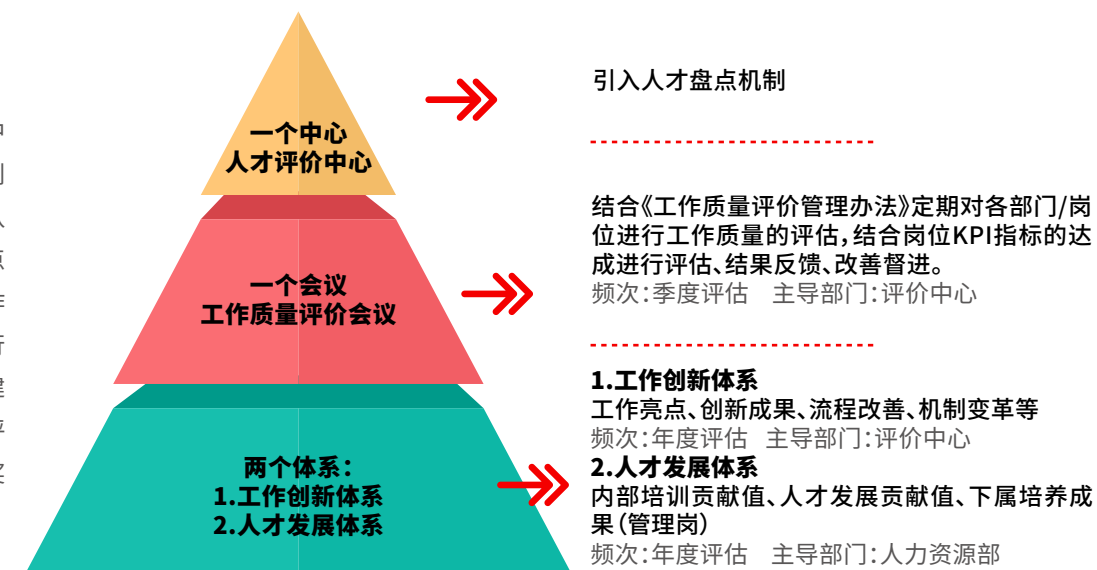 一个中心
人才评价中心
引入人才盘点机制
一个会议
工作质量评价会议
结合《工作质量评价管理办法》定期对各部门/岗
位进行工作质量的评估，结合岗位KPI指标的达
成进行评估、结果反馈、改善督进。
频次：季度评估 主导部门：评价中心
两个体系：
1.工作创新体系
2.人才发展体系
1.工作创新体系
工作亮点、创新成果、流程改善、机制变革等
频次：年度评估 主导部门：评价中心
2.人才发展体系
内部培训贡献值、人才发展贡献值、下属培养成
果（管理岗）
频次：年度评估 主导部门：人力资源部